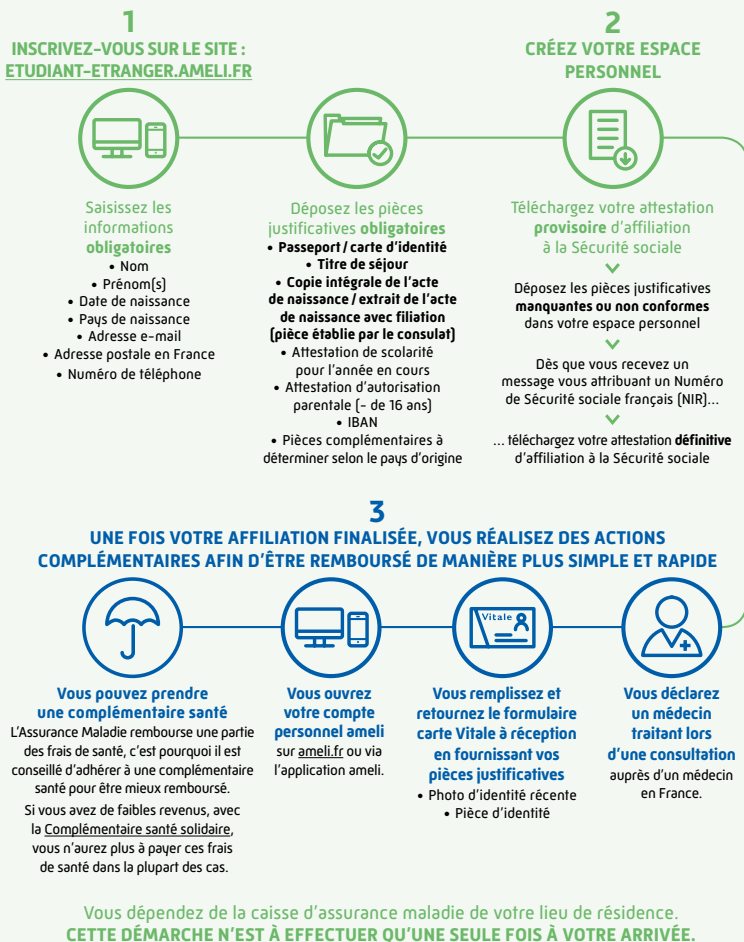 1
INSCRIVEZ-VOUS SUR LE SITE :
ETUDIANT-ETRANGER.AMELI.FR
Saisissez les
informations
obligatoires
• Nom
• Prénom(s)
• Date de naissance
• Pays de naissance
• Adresse e-mail
• Adresse postale en France
• Numéro de téléphone
Déposez les pièces
justificatives obligatoires
• Passeport / carte d'identité
• Titre de séjour
• Copie intégrale de l'acte
de naissance / extrait de l'acte
de naissance avec filiation
(pièce établie par le consulat)
• Attestation de scolarité
pour l'année en cours
• Attestation d'autorisation
parentale (- de 16 ans)
• IBAN
• Pièces complémentaires à
déterminer selon le pays d'origine
2
CRÉEZ VOTRE ESPACE
PERSONNEL
Téléchargez votre attestation
provisoire d'affiliation
à la Sécurité sociale
Déposez les pièces justificatives
manquantes ou non conformes
dans votre espace personnel
Dès que vous recevez un
message vous attribuant un Numéro
de Sécurité sociale français (NIR)...
... téléchargez votre attestation définitive
d'affiliation à la Sécurité sociale
3
UNE FOIS VOTRE AFFILIATION FINALISÉE, VOUS RÉALISEZ DES ACTIONS
COMPLÉMENTAIRES AFIN D'ÊTRE REMBOURSÉ DE MANIÈRE PLUS SIMPLE ET RAPIDE
Vous pouvez prendre
une complémentaire santé
L'Assurance Maladie rembourse une partie
des frais de santé, c'est pourquoi il est
conseillé d'adhérer à une complémentaire
santé pour être mieux remboursé.
Si vous avez de faibles revenus, avec
la Complémentaire santé solidaire,
vous n'aurez plus à payer ces frais
de santé dans la plupart des cas.
Vous ouvrez
votre compte
personnel ameli
sur ameli.fr ou via
l'application ameli.
Vitale
Vous remplissez et
retournez le formulaire
carte Vitale à réception
en fournissant vos
pièces justificatives
• Photo d'identité récente
• Pièce d'identité
Vous déclarez
un médecin
traitant lors
d'une consultation
auprès d'un médecin
en France.
Vous dépendez de la caisse d'assurance maladie de votre lieu de résidence.
CETTE DÉMARCHE N'EST À EFFECTUER QU'UNE SEULE FOIS À VOTRE ARRIVÉE.